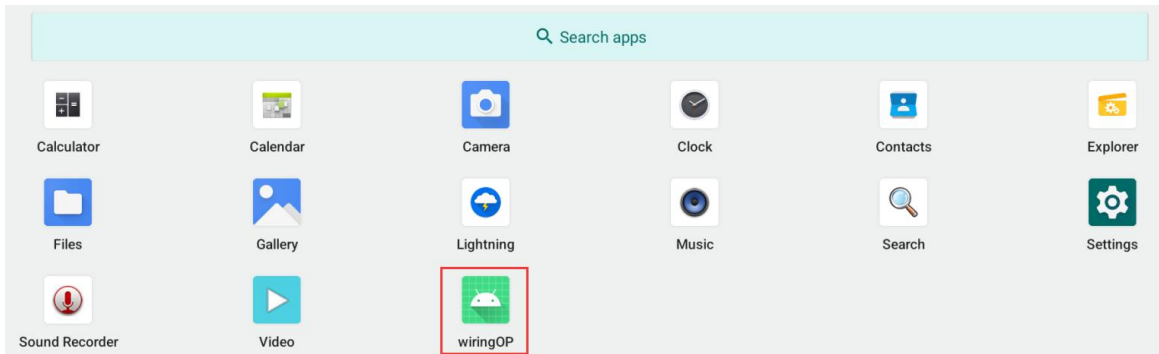 Search apps
Calculator
Calendar
Camera
Clock
Contacts
Explorer
Files
Gallery
Lightning
Music
Search
Settings
Sound Recorder
Video
wiringOP